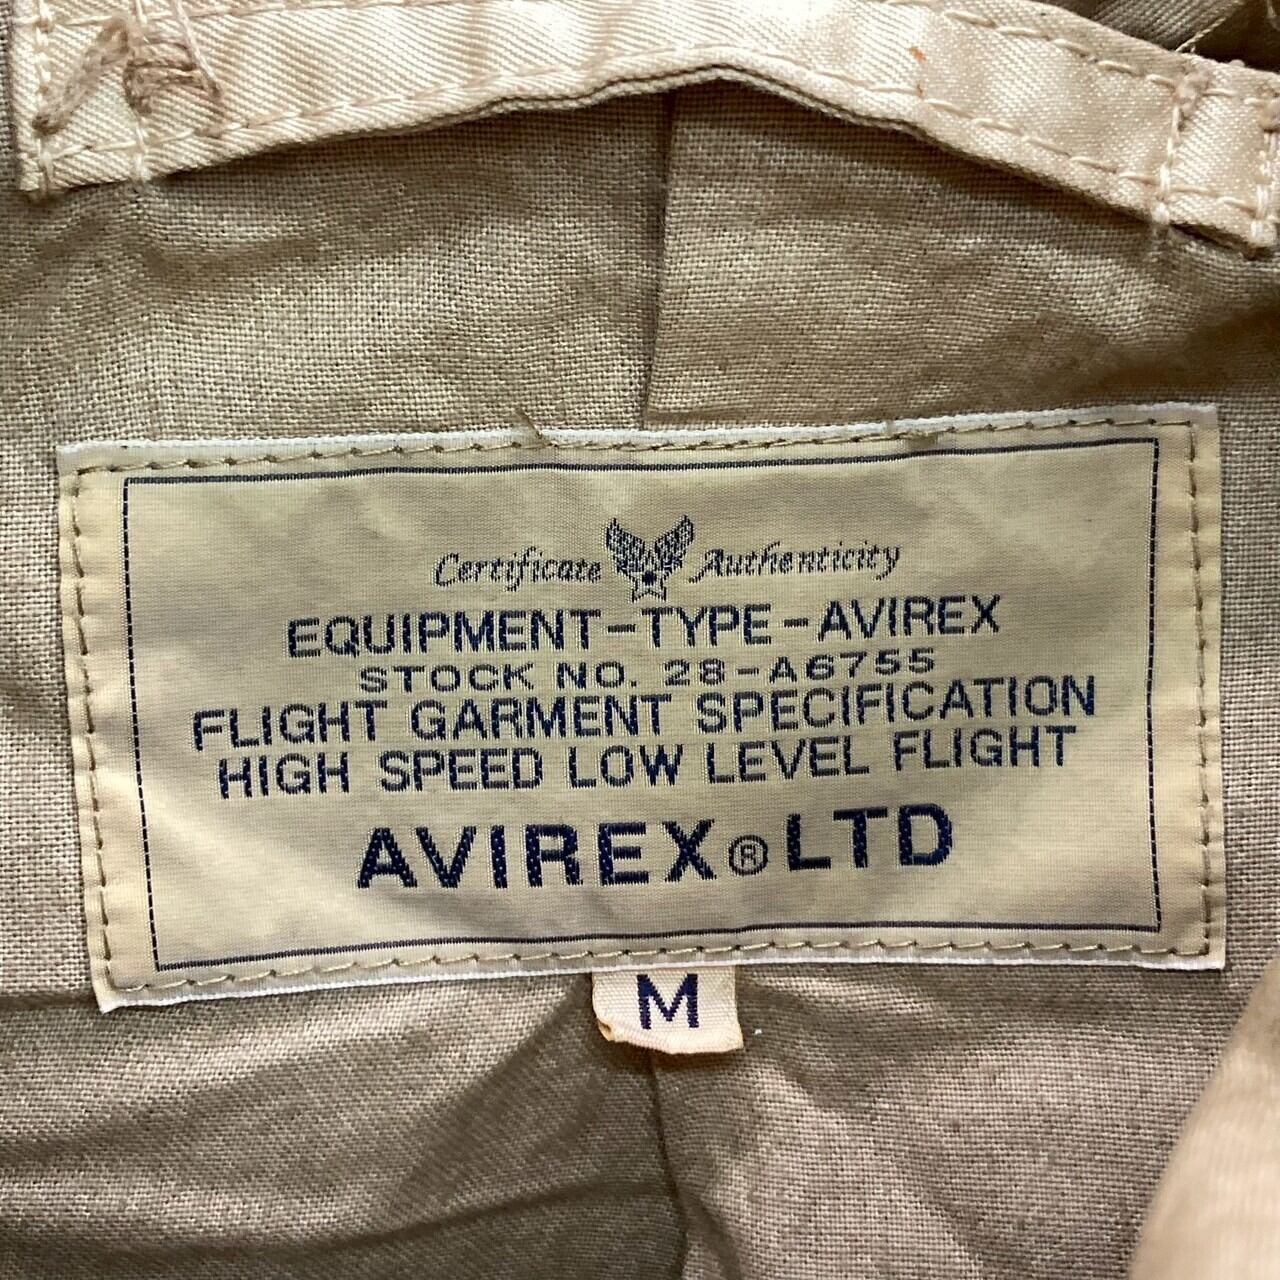 Certificate Authenticity
EQUIPMENT-TYPE-AVIREX
STOCK NO. 28-A6755
FLIGHT GARMENT SPECIFICATION
HIGH SPEED LOW LEVEL FLIGHT
AVIREX® LTD
M